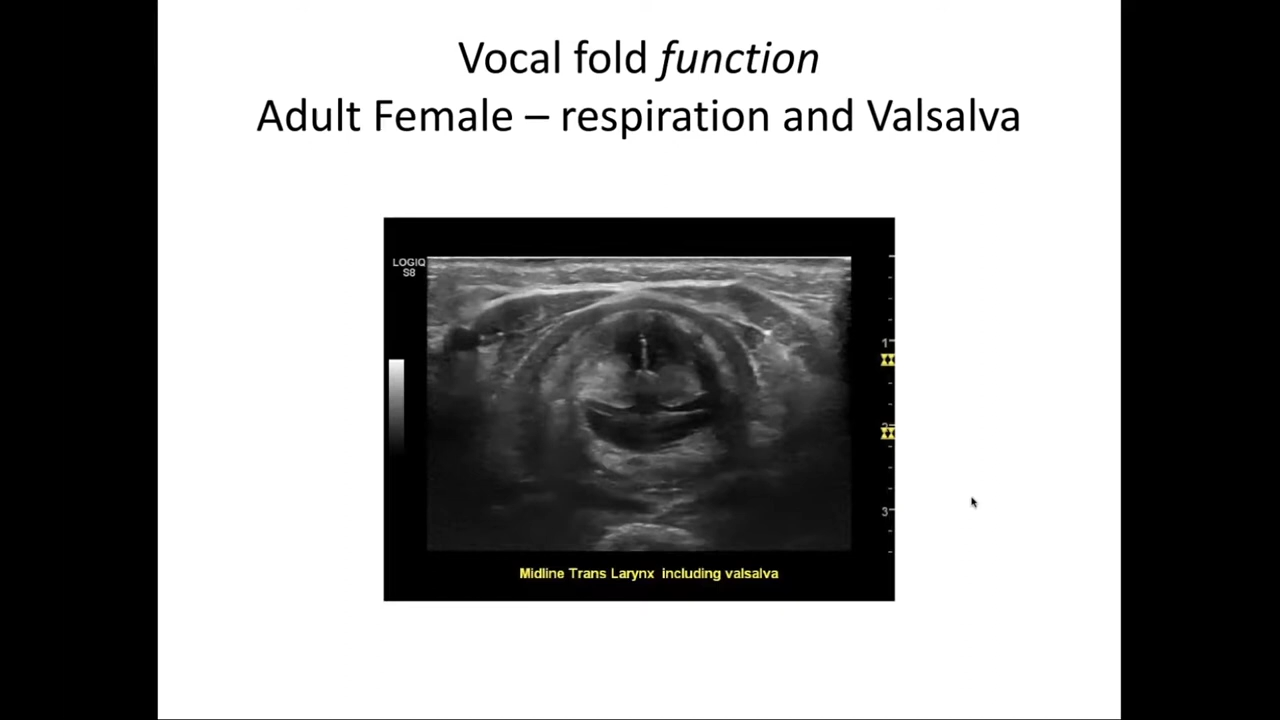 Vocal fold function
Adult Female – respiration and Valsalva
LOGIQ
S8
1
2
3
Midline Trans Larynx including valsalva